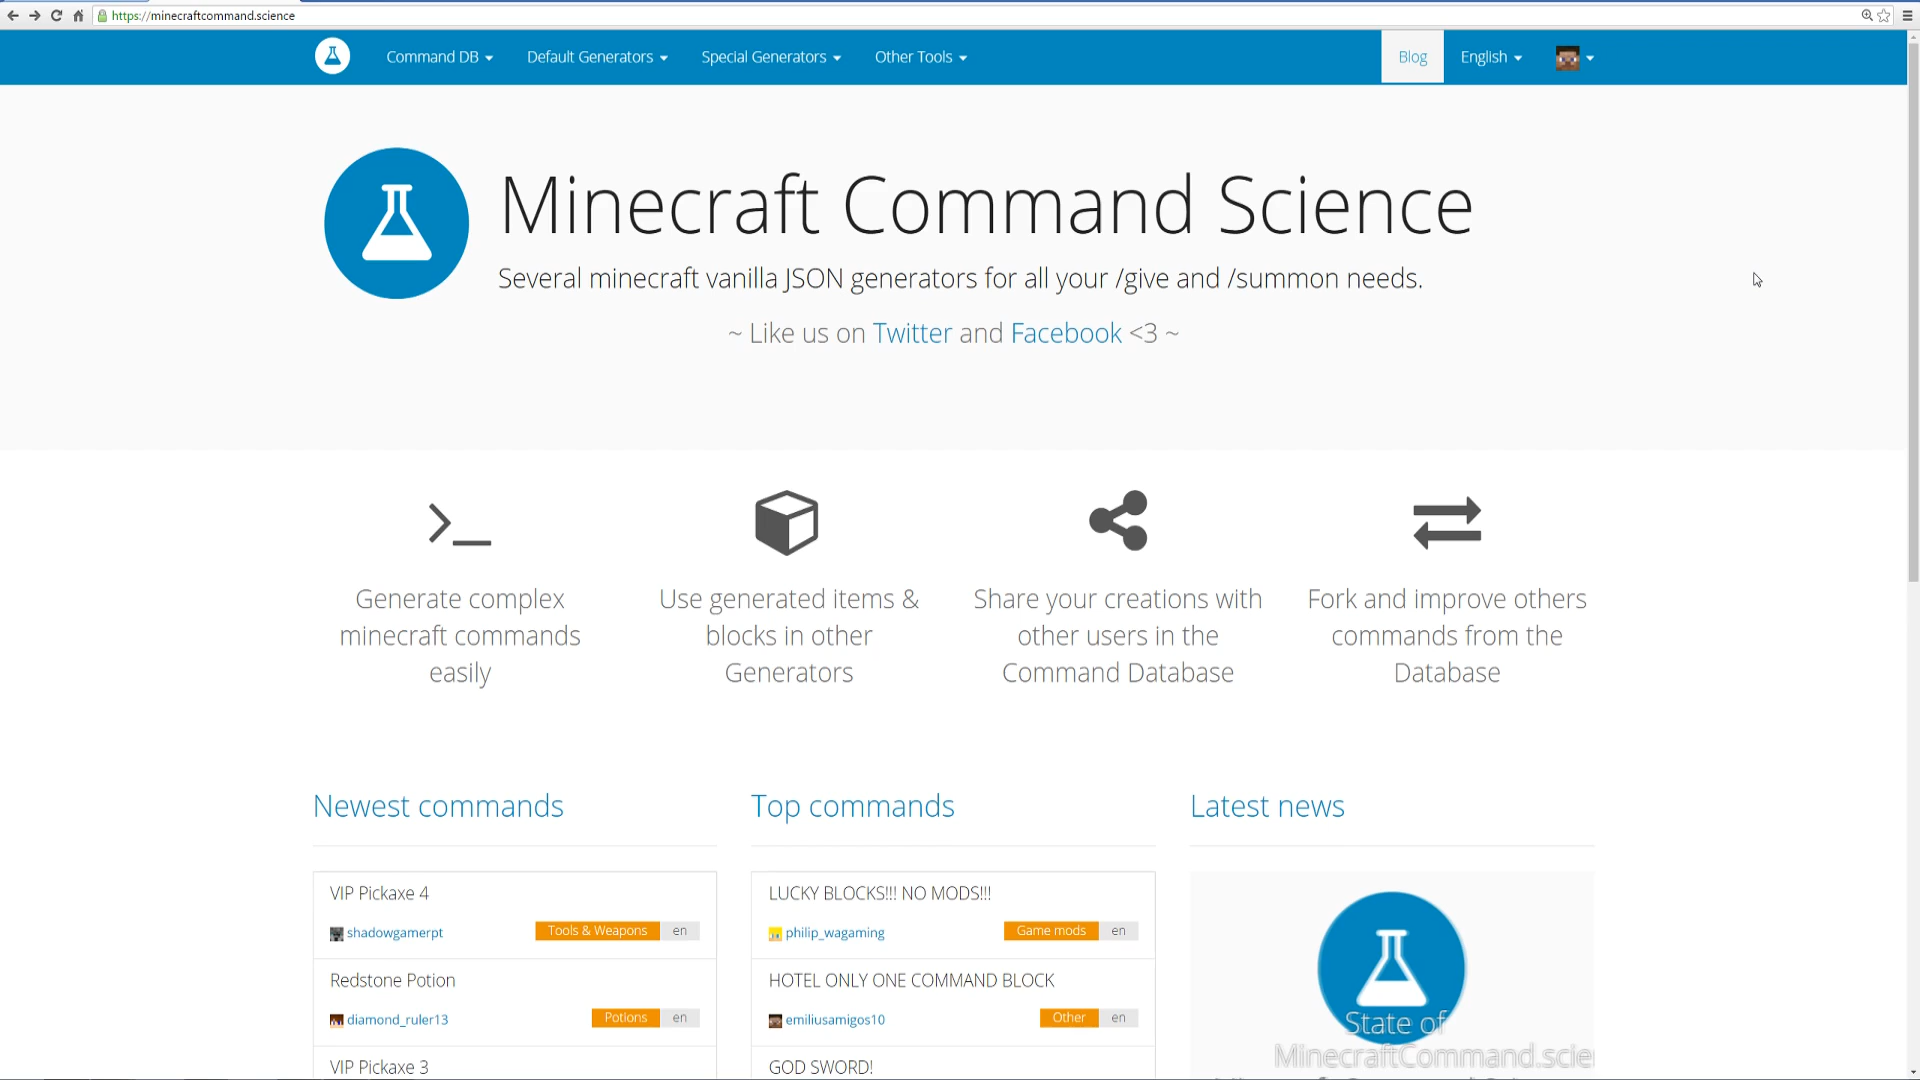 https://minecraftcommand.science
Command DB
Default Generators
Special Generators
Other Tools
Blog
English
Minecraft Command Science
Several minecraft vanilla JSON generators for all your /give and /summon needs.
~ Like us on Twitter and Facebook <3 ~
Generate complex
minecraft commands
easily
Use generated items &
blocks in other
Generators
Share your creations with
other users in the
Command Database
Fork and improve others
commands from the
Database
Newest commands
VIP Pickaxe 4
shadowgamerpt
Tools & Weapons
en
Redstone Potion
diamond_ruler13
Potions
en
VIP Pickaxe 3
Top commands
LUCKY BLOCKS!!! NO MODS!!!
philip_wagaming
Game mods
en
HOTEL ONLY ONE COMMAND BLOCK
emiliusamigos10
Other
en
GOD SWORD!
Latest news
State of
MinecraftCommand.scie